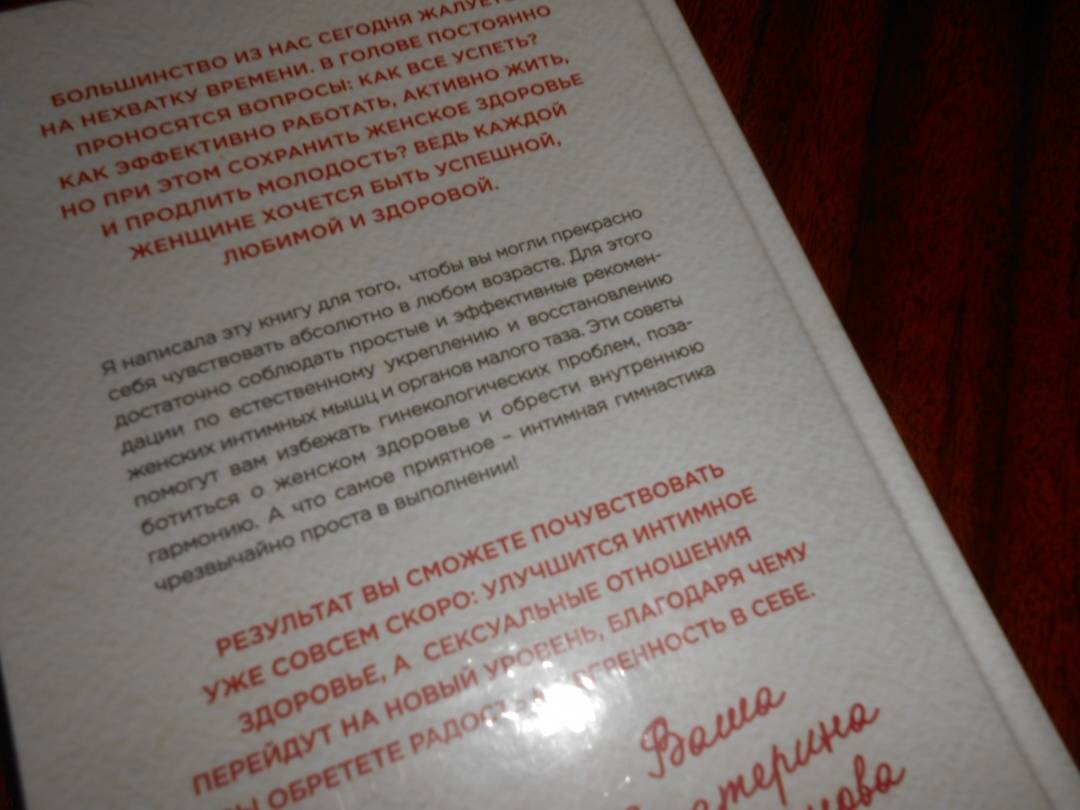 БОЛЬШИНСТВО ИЗ НАС СЕГОДНЯ
НА НЕХВАТКУ ВРЕМЕНИ. В ГОЛОВЕ ПОСТОЯННО
ПРОНОСЯТСЯ ВОПРОСЫ: КАК ВСЕ УСПЕТЬ?
КАК ЭФФЕКТИВНО РАБОТАТЬ, АКТИВНО ЖИТЬ,
НО ПРИ ЭТОМ СОХРАНИТЬ ЖЕНСКОЕ ЗДОРОВЬЕ
И ПРОДЛИТЬ МОЛОДОСТЬ? ВЕДЬ КАЖДОЙ
ЖЕНЩИНЕ ХОЧЕТСЯ БЫТЬ УСПЕШНОЙ,
ЛЮБИМОЙ И ЗДОРОВОЙ.
Я написала эту книгу для того, чтобы вы могли прекрасно
себя чувствовать абсолютно в любом возрасте. Для этого
достаточно соблюдать простые и эффективные рекомен-
дации по естественному укреплению и восстановлению
женских интимных мышц и органов малого таза. Эти советы
помогут вам избежать гинекологических проблем, поза-
ботиться о женском здоровье и обрести внутреннюю
гармонию. А что самое приятное – интимная гимнастика
чрезвычайно проста в выполнении!
РЕЗУЛЬТАТ ВЫ СМОЖЕТЕ ПОЧУВСТВОВАТЬ
УЖЕ СОВСЕМ СКОРО: УЛУЧШИТСЯ ИНТИМНОЕ
ЗДОРОВЬЕ, А СЕКСУАЛЬНЫЕ ОТНОШЕНИЯ
ПЕРЕЙДУТ НА НОВЫЙ УРОВЕНЬ, БЛАГОДАРЯ ЧЕМУ
ОБРЕТЕТЕ В СЕБЕ.
Ваша